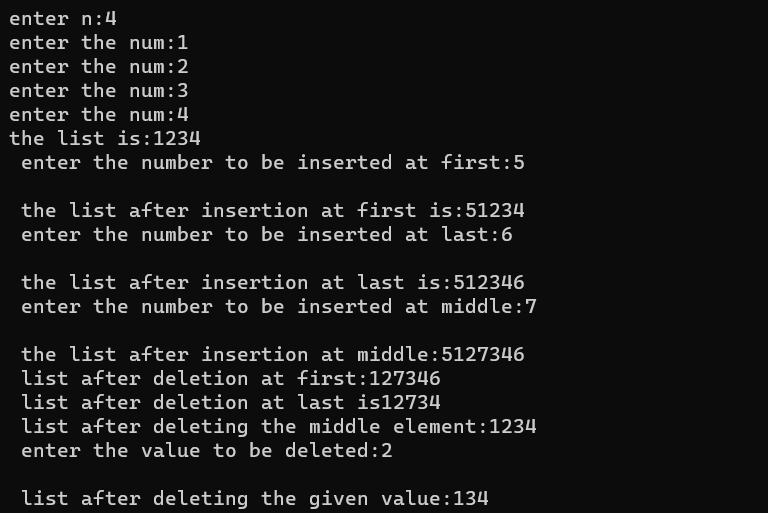 enter n:4
enter the num:1
enter the num:2
enter the num:3
enter the num:4
the list is:1234
enter the number to be inserted at first:5
the list after insertion at first is:51234
enter the number to be inserted at last:6
the list after insertion at last is:512346
enter the number to be inserted at middle:7
the list after insertion at middle:5127346
list after deletion at first:127346
list after deletion at last is12734
list after deleting the middle element:1234
enter the value to be deleted:2
list after deleting the given value:134